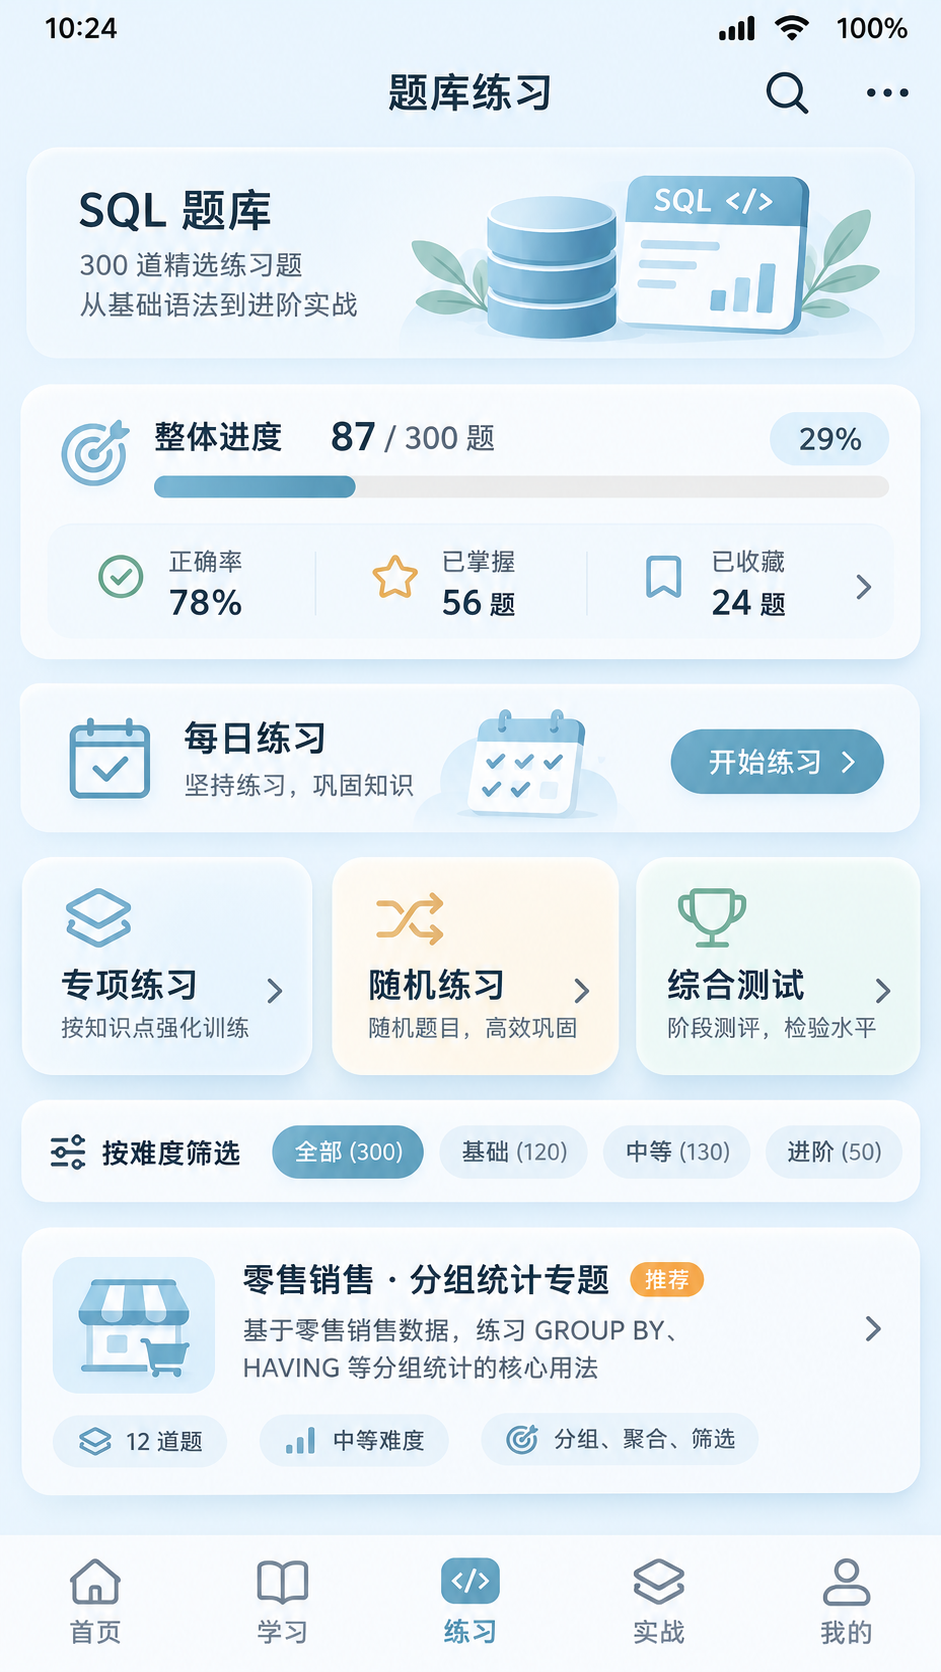 10:24
100%
题库练习
SQL 题库
300 道精选练习题
从基础语法到进阶实战
SQL </>
整体进度 87 / 300 题 29%
正确率 已掌握 已收藏
78% 56 题 24 题
每日练习
坚持练习，巩固知识
开始练习
专项练习
按知识点强化训练
随机练习
随机题目，高效巩固
综合测试
阶段测评，检验水平
按难度筛选 全部 (300) 基础 (120) 中等 (130) 进阶 (50)
零售销售 · 分组统计专题 推荐
基于零售销售数据，练习 GROUP BY、
HAVING 等分组统计的核心用法
12 道题 中等难度 分组、聚合、筛选
</>
首页 学习 练习 实战 我的